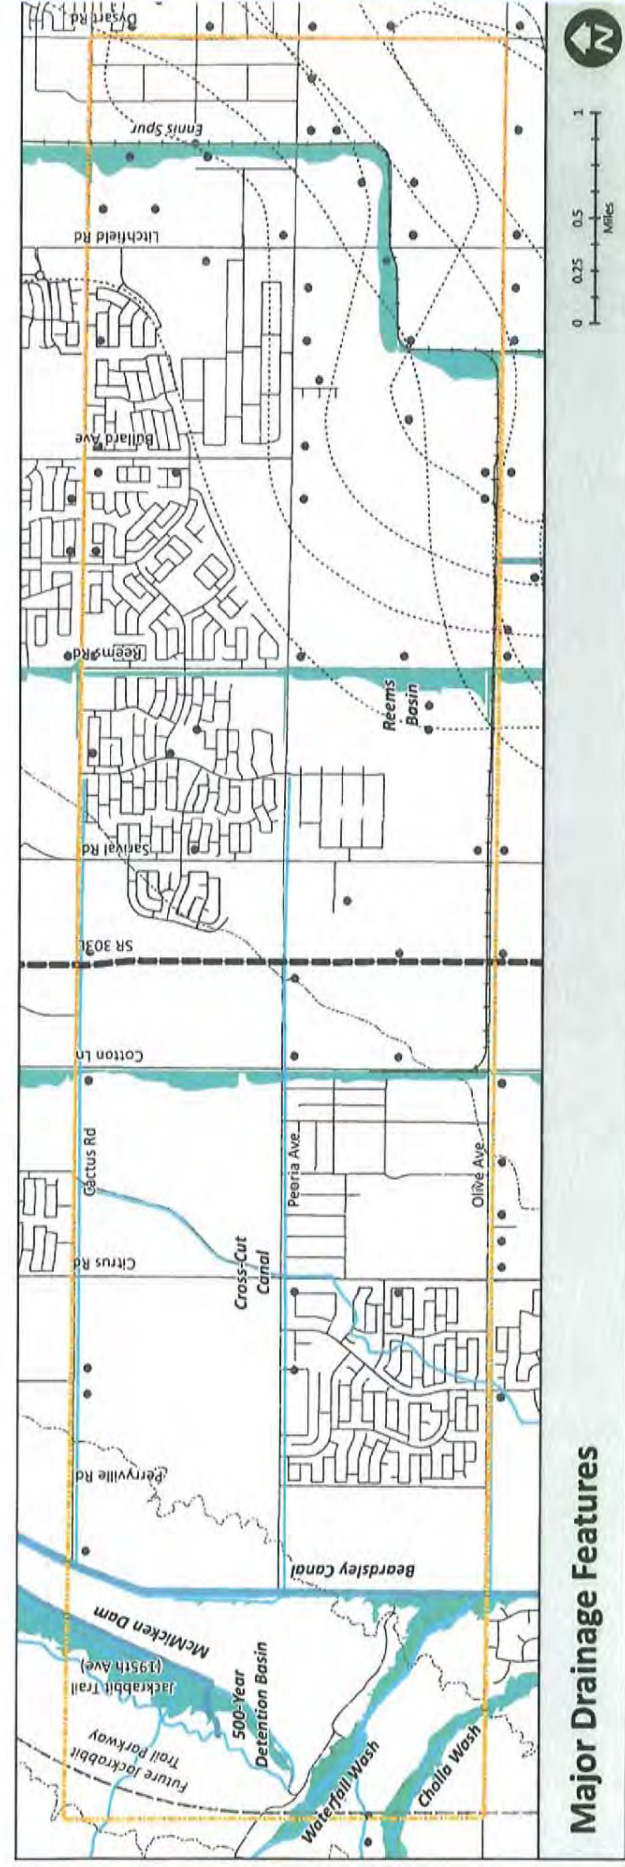 Dysart Rd
Ennis Spur
Litchfield Rd
Bullard Ave
Reems Rd
Reems
Basin
Sarival Rd
SR 303L
Cotton Ln
Cactus Rd
Peoria Ave
Olive Ave
Citrus Rd
Cross-Cut
Canal
Perryville Rd
Beardsley Canal
McMicken Dam
Jackrabbit Trail
(195th Ave)
500-Year
Detention Basin
Future Jackrabbit
Trail Parkway
Waterfall Wash
Cholla Wash
Major Drainage Features
0 0.25 0.5 1
Miles
N